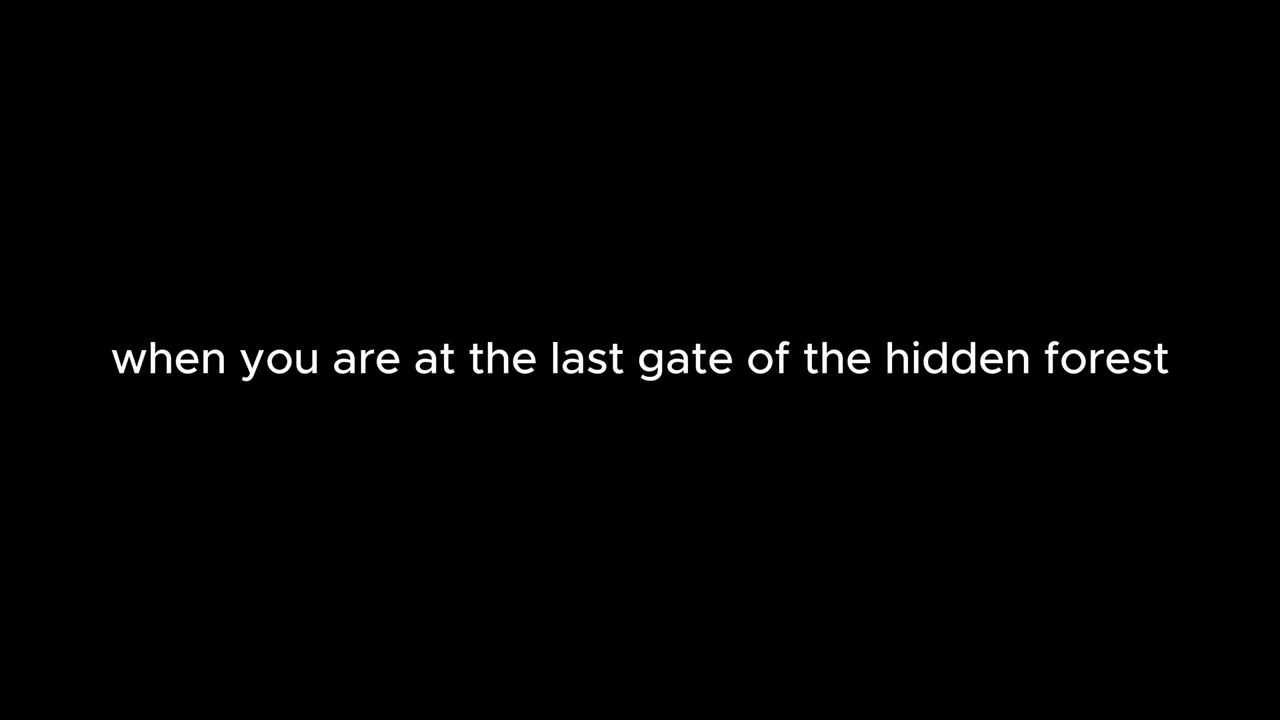 when you are at the last gate of the hidden forest